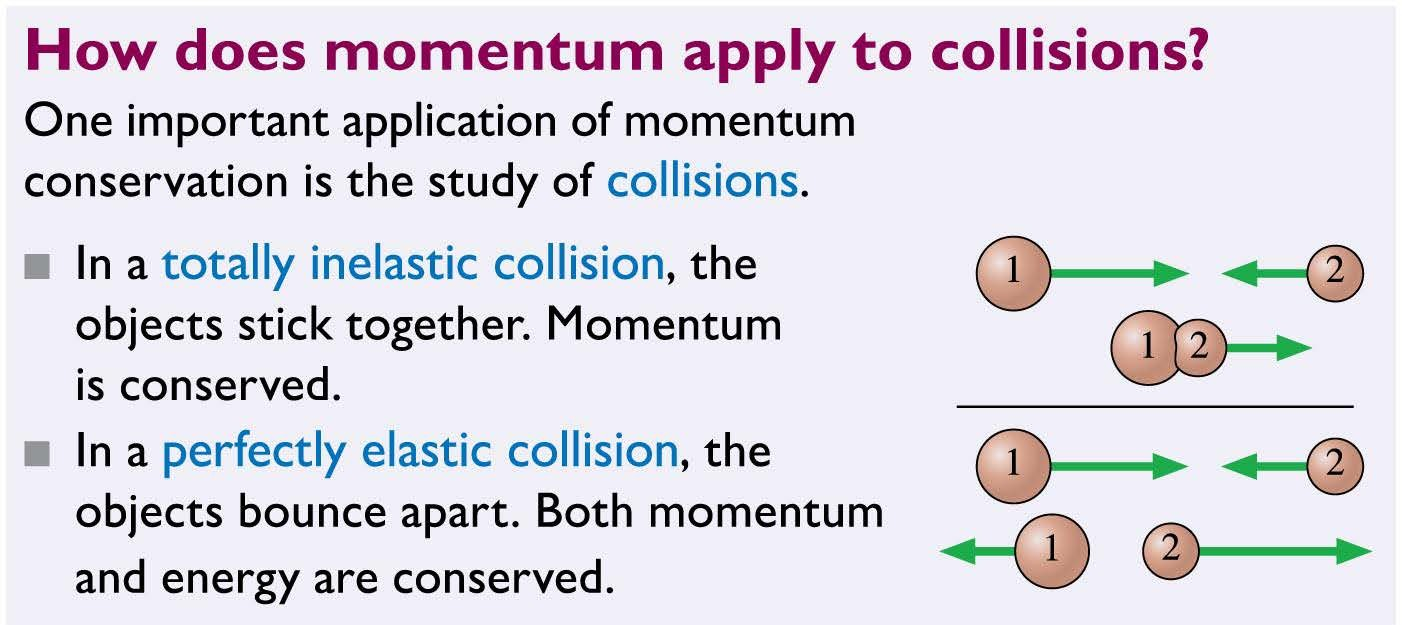 How does momentum apply to collisions?
One important application of momentum
conservation is the study of collisions.
■ In a totally inelastic collision, the
objects stick together. Momentum
is conserved.
■ In a perfectly elastic collision, the
objects bounce apart. Both momentum
and energy are conserved.
1 2
1 2
1 2
1 2